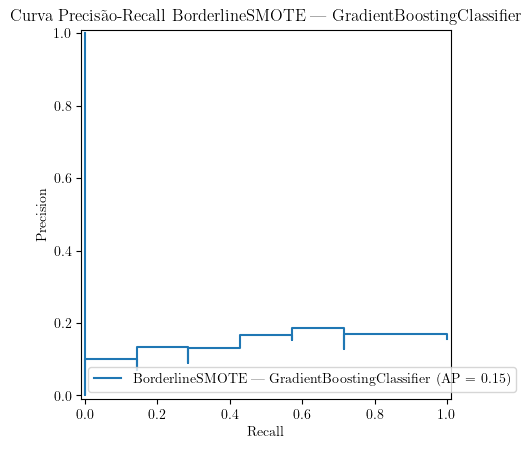 Curva Precisão-Recall BorderlineSMOTE — GradientBoostingClassifier
1.0
0.8
0.6
0.4
0.2
0.0
Precision
BorderlineSMOTE — GradientBoostingClassifier (AP = 0.15)
0.0 0.2 0.4 0.6 0.8 1.0
Recall